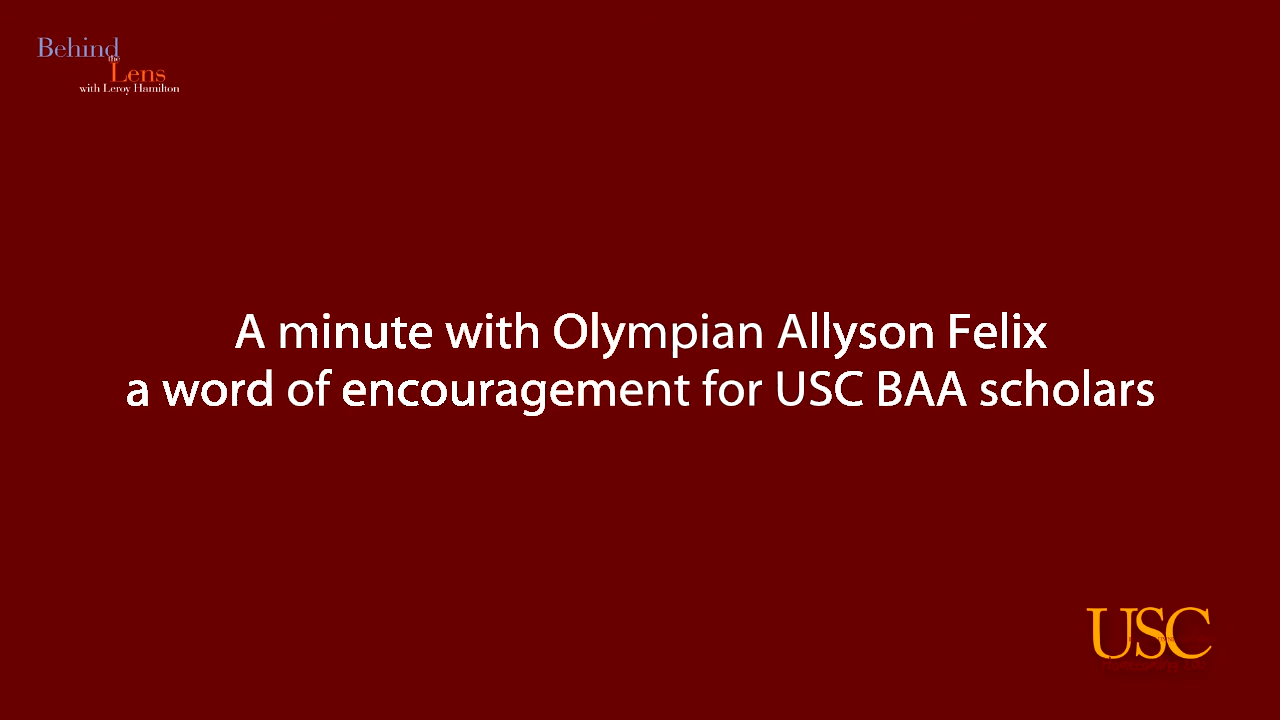 Behind
the
Lens
with Leroy Hamilton
A minute with Olympian Allyson Felix
a word of encouragement for USC BAA scholars
USC